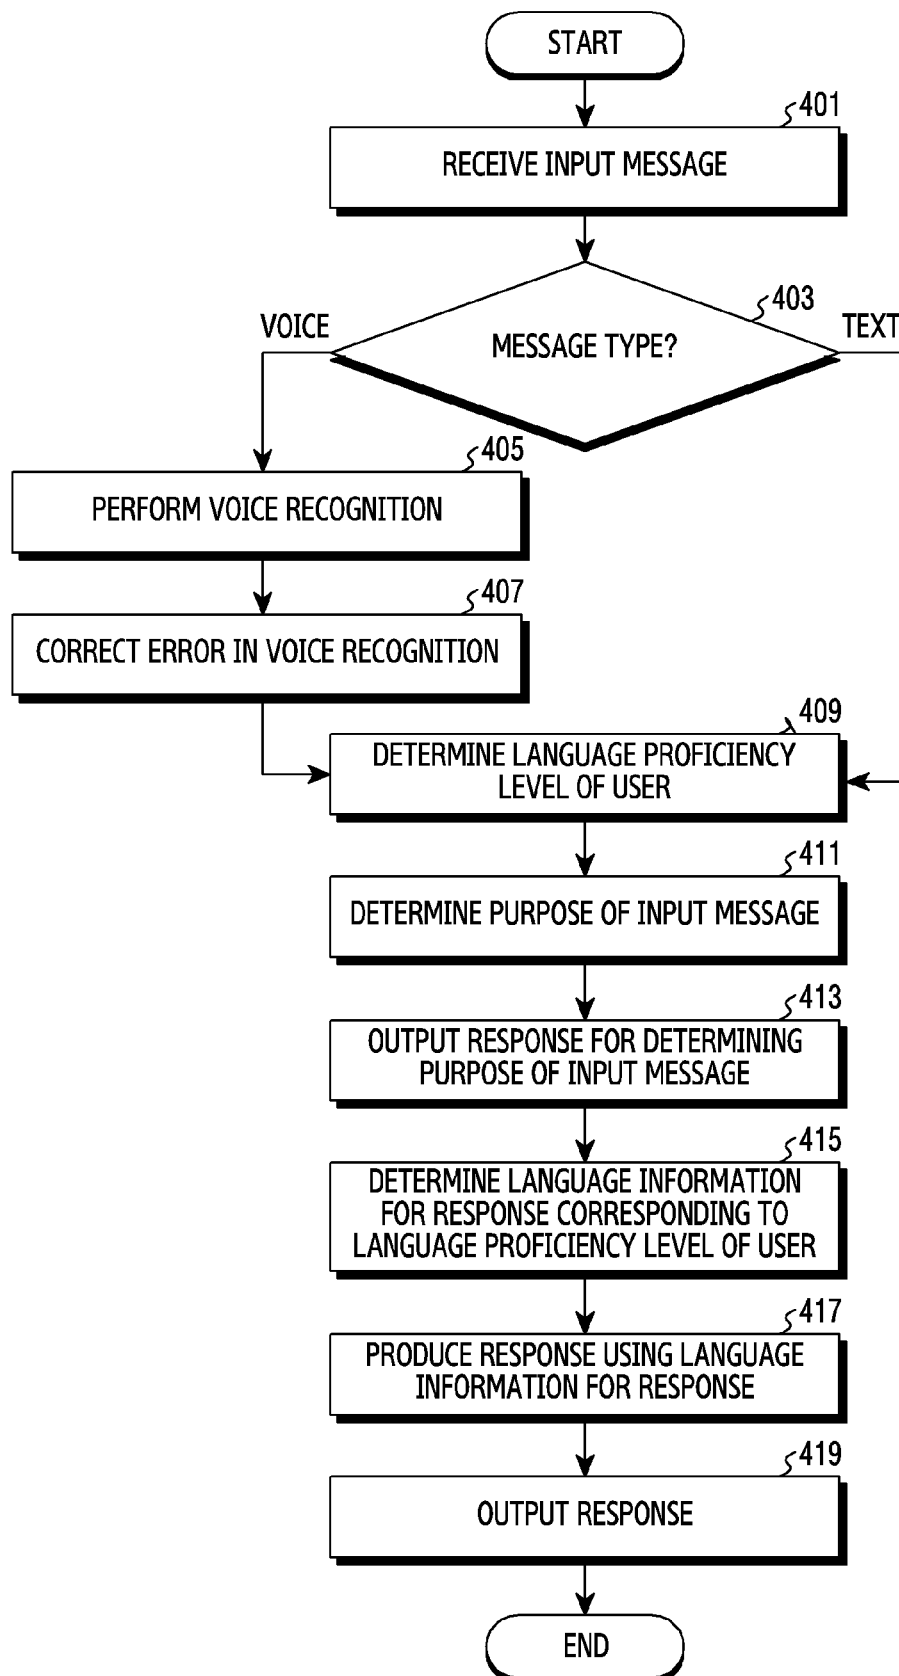 START
401
RECEIVE INPUT MESSAGE
403
VOICE
MESSAGE TYPE?
TEXT
405
PERFORM VOICE RECOGNITION
407
CORRECT ERROR IN VOICE RECOGNITION
409
DETERMINE LANGUAGE PROFICIENCY
LEVEL OF USER
411
DETERMINE PURPOSE OF INPUT MESSAGE
413
OUTPUT RESPONSE FOR DETERMINING
PURPOSE OF INPUT MESSAGE
415
DETERMINE LANGUAGE INFORMATION
FOR RESPONSE CORRESPONDING TO
LANGUAGE PROFICIENCY LEVEL OF USER
417
PRODUCE RESPONSE USING LANGUAGE
INFORMATION FOR RESPONSE
419
OUTPUT RESPONSE
END